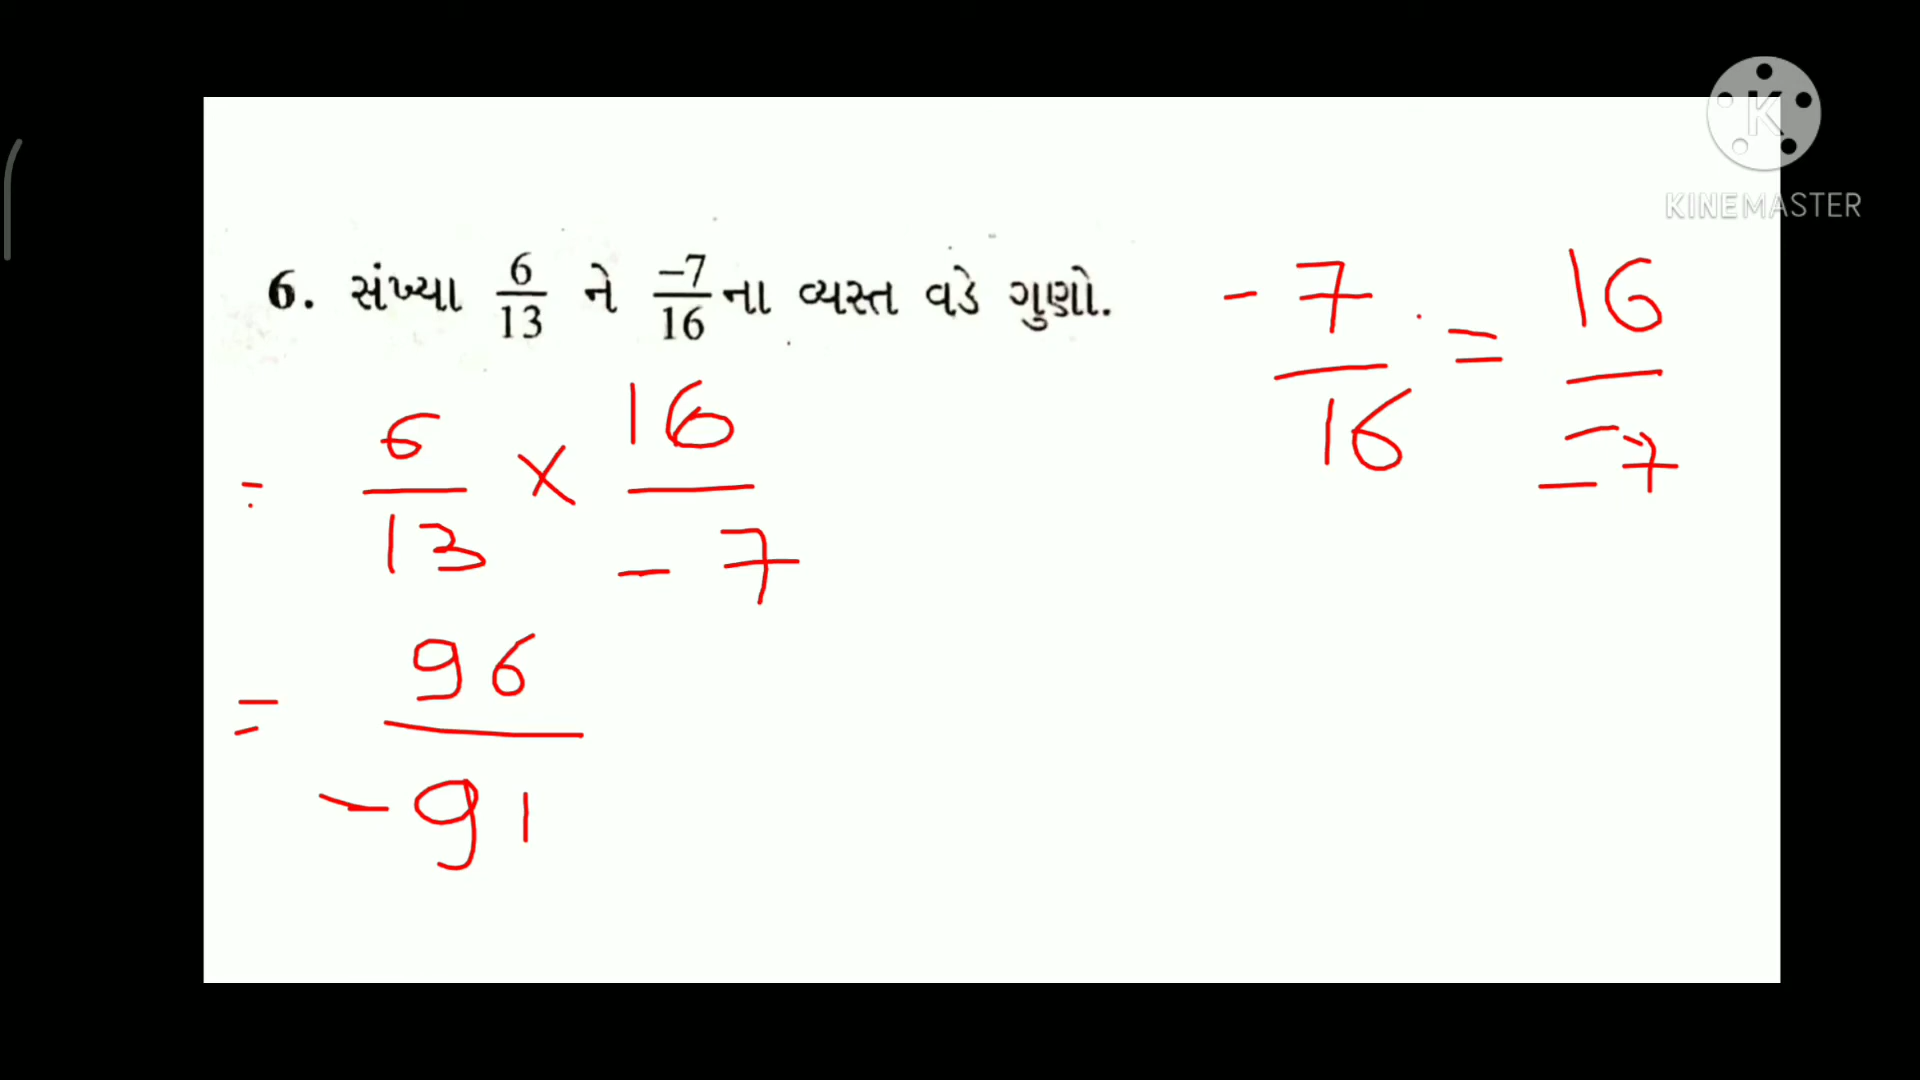 KINEMASTER
6. સંખ્યા 6/13 ને -7/16 ના વ્યસ્ત વડે ગુણો.
-7/16 = 16/-7
= 6/13 × 16/-7
= 96/-91